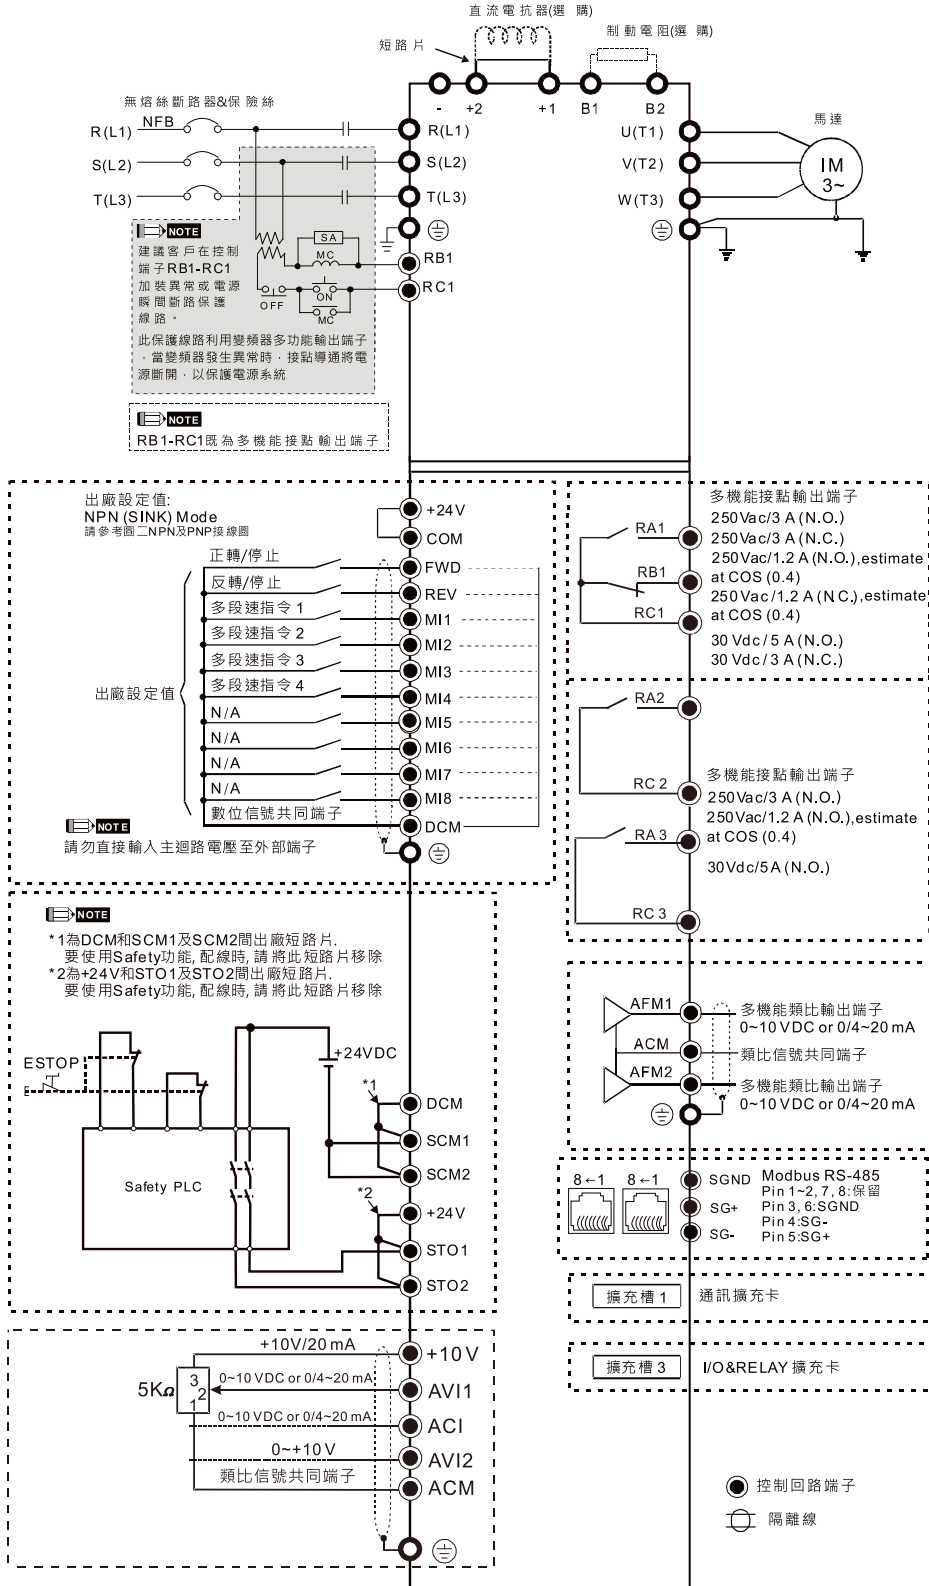 直流電抗器(選 購)
制動電阻(選 購)
短路片
- +2 +1 B1 B2
無熔絲斷路器&保險絲
馬達
R(L1) NFB R(L1) U(T1)
S(L2) S(L2) V(T2)
IM
3~
T(L3) T(L3) W(T3)
NOTE
建議客戶在控制
端子RB1-RC1
加裝異常或電源
瞬間斷路保護
線路。
SA
MC
RB1
RC1
OFF
ON
MC
此保護線路利用變頻器多功能輸出端子
，當變頻器發生異常時，接點導通將電
源斷開，以保護電源系統
NOTE
RB1-RC1既為多機能接點輸出端子
出廠設定值:
NPN (SINK) Mode
請參考圖二NPN及PNP接線圖
+24V
COM
正轉/停止 FWD
反轉/停止 REV
多段速指令 1 MI1
多段速指令 2 MI2
多段速指令 3 MI3
多段速指令 4 MI4
出廠設定值
N/A MI5
N/A MI6
N/A MI7
N/A MI8
數位信號共同端子 DCM
NOTE
請勿直接輸入主迴路電壓至外部端子
多機能接點輸出端子
RA1
RB1
RC1
250Vac/3 A (N.O.)
250Vac/3 A (N.C.)
250Vac/1.2 A (N.O.), estimate
at COS (0.4)
250Vac/1.2 A (N.C.), estimate
at COS (0.4)
30 Vdc/5 A (N.O.)
30 Vdc/3 A (N.C.)
RA2
RC2
RA3
RC3
多機能接點輸出端子
250Vac/3 A (N.O.)
250Vac/1.2 A (N.O.), estimate
at COS (0.4)
30Vdc/5A (N.O.)
NOTE
*1為DCM和SCM1及SCM2間出廠短路片.
要使用Safety功能, 配線時, 請將此短路片移除
*2為+24V和STO1及STO2間出廠短路片.
要使用Safety功能, 配線時, 請將此短路片移除
ESTOP
+24VDC
*1
DCM
SCM1
SCM2
Safety PLC
*2
+24V
STO1
STO2
AFM1 多機能類比輸出端子
0~10 VDC or 0/4~20 mA
ACM 類比信號共同端子
AFM2 多機能類比輸出端子
0~10 VDC or 0/4~20 mA
8←1 8←1
SGND
SG+
SG-
Modbus RS-485
Pin 1~2, 7, 8:保留
Pin 3, 6:SGND
Pin 4:SG-
Pin 5:SG+
擴充槽 1 通訊擴充卡
擴充槽 3 I/O&RELAY 擴充卡
+10V/20 mA +10V
5KΩ
3
2
1
0~10 VDC or 0/4~20 mA AVI1
0~10 VDC or 0/4~20 mA ACI
0~+10 V AVI2
類比信號共同端子 ACM
控制回路端子
隔離線